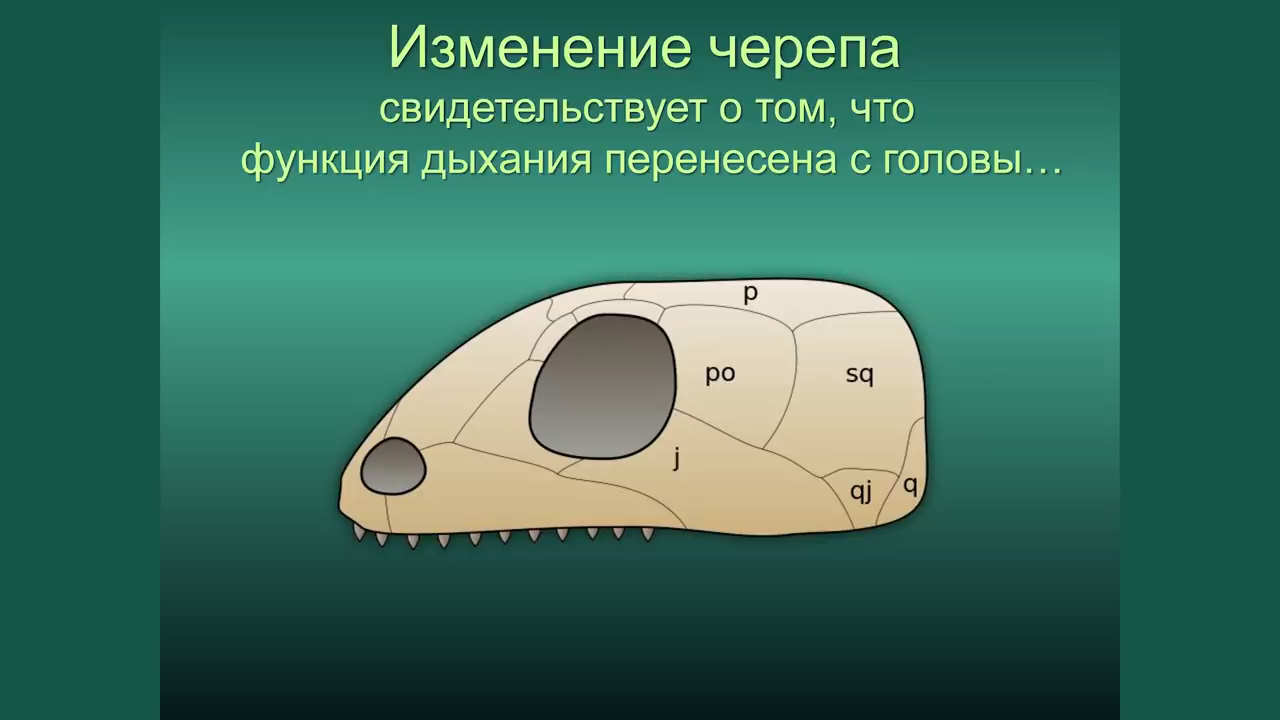 Изменение черепа
свидетельствует о том, что
функция дыхания перенесена с головы…
p
po
sq
j
qj
q